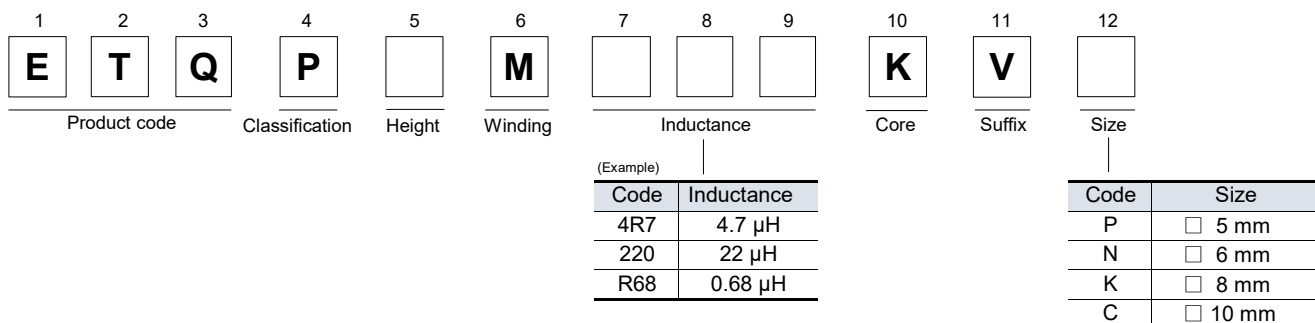 1 2 3 4 5 6 7 8 9 10 11 12
E T Q P M K V
Product code Classification Height Winding Inductance Core Suffix Size
(Example)
Code Inductance
4R7 4.7 µH
220 22 µH
R68 0.68 µH
Code Size
P □ 5 mm
N □ 6 mm
K □ 8 mm
C □ 10 mm